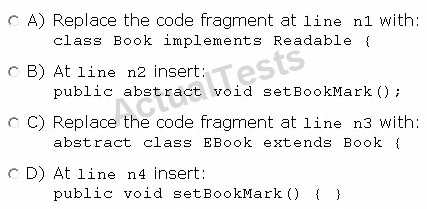 A) Replace the code fragment at line n1 with:
class Book implements Readable {
B) At line n2 insert:
public abstract void setBookMark();
C) Replace the code fragment at line n3 with:
abstract class EBook extends Book {
D) At line n4 insert:
public void setBookMark() { }
ActualTests